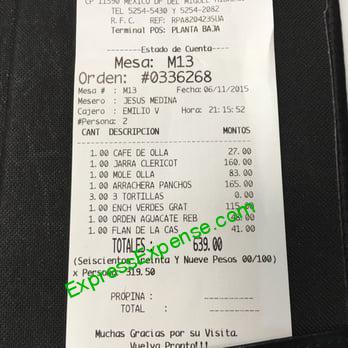 CP 11590 MEXICO DF DEL MIGUEL HIDALGO
TEL 5254-5430 Y 5254-2082
R.F.C. REF: RPA8204235UA
Terminal POS: PLANTA BAJA
Estado de Cuenta
Mesa: M13
Orden: #0336268
Mesa # : M13 Fecha:06/11/2015
Mesero : JESUS MEDINA
Cajero : EMILIO V Hora: 21:15:52
#Persona: 2
CANT DESCRIPCION MONTOS
1.00 CAFE DE OLLA 27.00
1.00 JARRA CLERICOT 160.00
1.00 MOLE OLLA 83.00
1.00 ARRACHERA PANCHOS 165.00
3.00 3 TORTILLAS 0.00
1.00 ENCH VERDES GRAT 115.00
1.00 ORDEN AGUACATE REB
1.00 FLAN DE LA CAS 41.00
TOTALES : 639.00
(Seiscientos Treinta Y Nueve Pesos 00/100)
x Persona 319.50
PROPINA :
TOTAL :
Muchas Gracias por su Visita.
Vuelva Pronto!!!
ExpressExpense.com